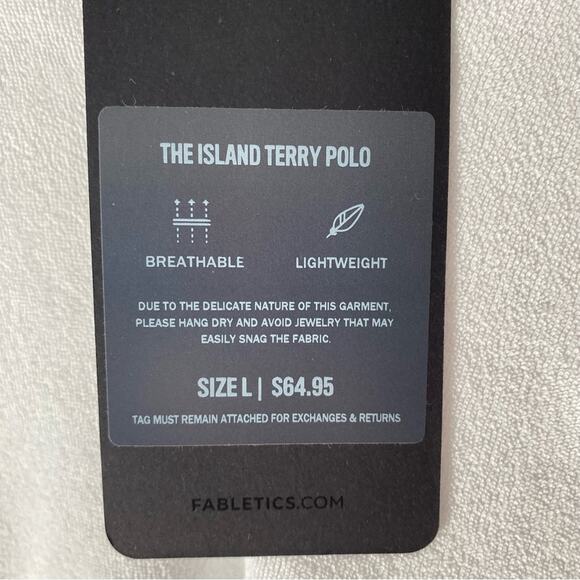 THE ISLAND TERRY POLO
BREATHABLE LIGHTWEIGHT
DUE TO THE DELICATE NATURE OF THIS GARMENT,
PLEASE HANG DRY AND AVOID JEWELRY THAT MAY
EASILY SNAG THE FABRIC.
SIZE L | $64.95
TAG MUST REMAIN ATTACHED FOR EXCHANGES & RETURNS
FABLETICS.COM